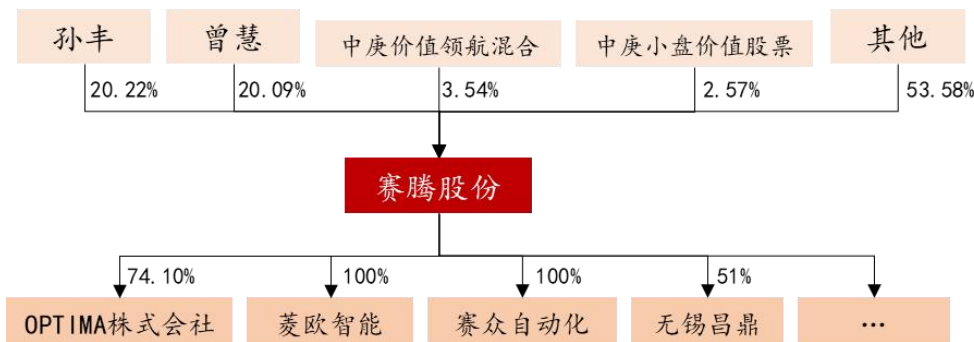 孙丰
曾慧
中庚价值领航混合
中庚小盘价值股票
其他
20.22%
20.09%
3.54%
2.57%
53.58%
赛腾股份
74.10%
100%
100%
51%
OPTIMA株式会社
菱欧智能
赛众自动化
无锡昌鼎
…